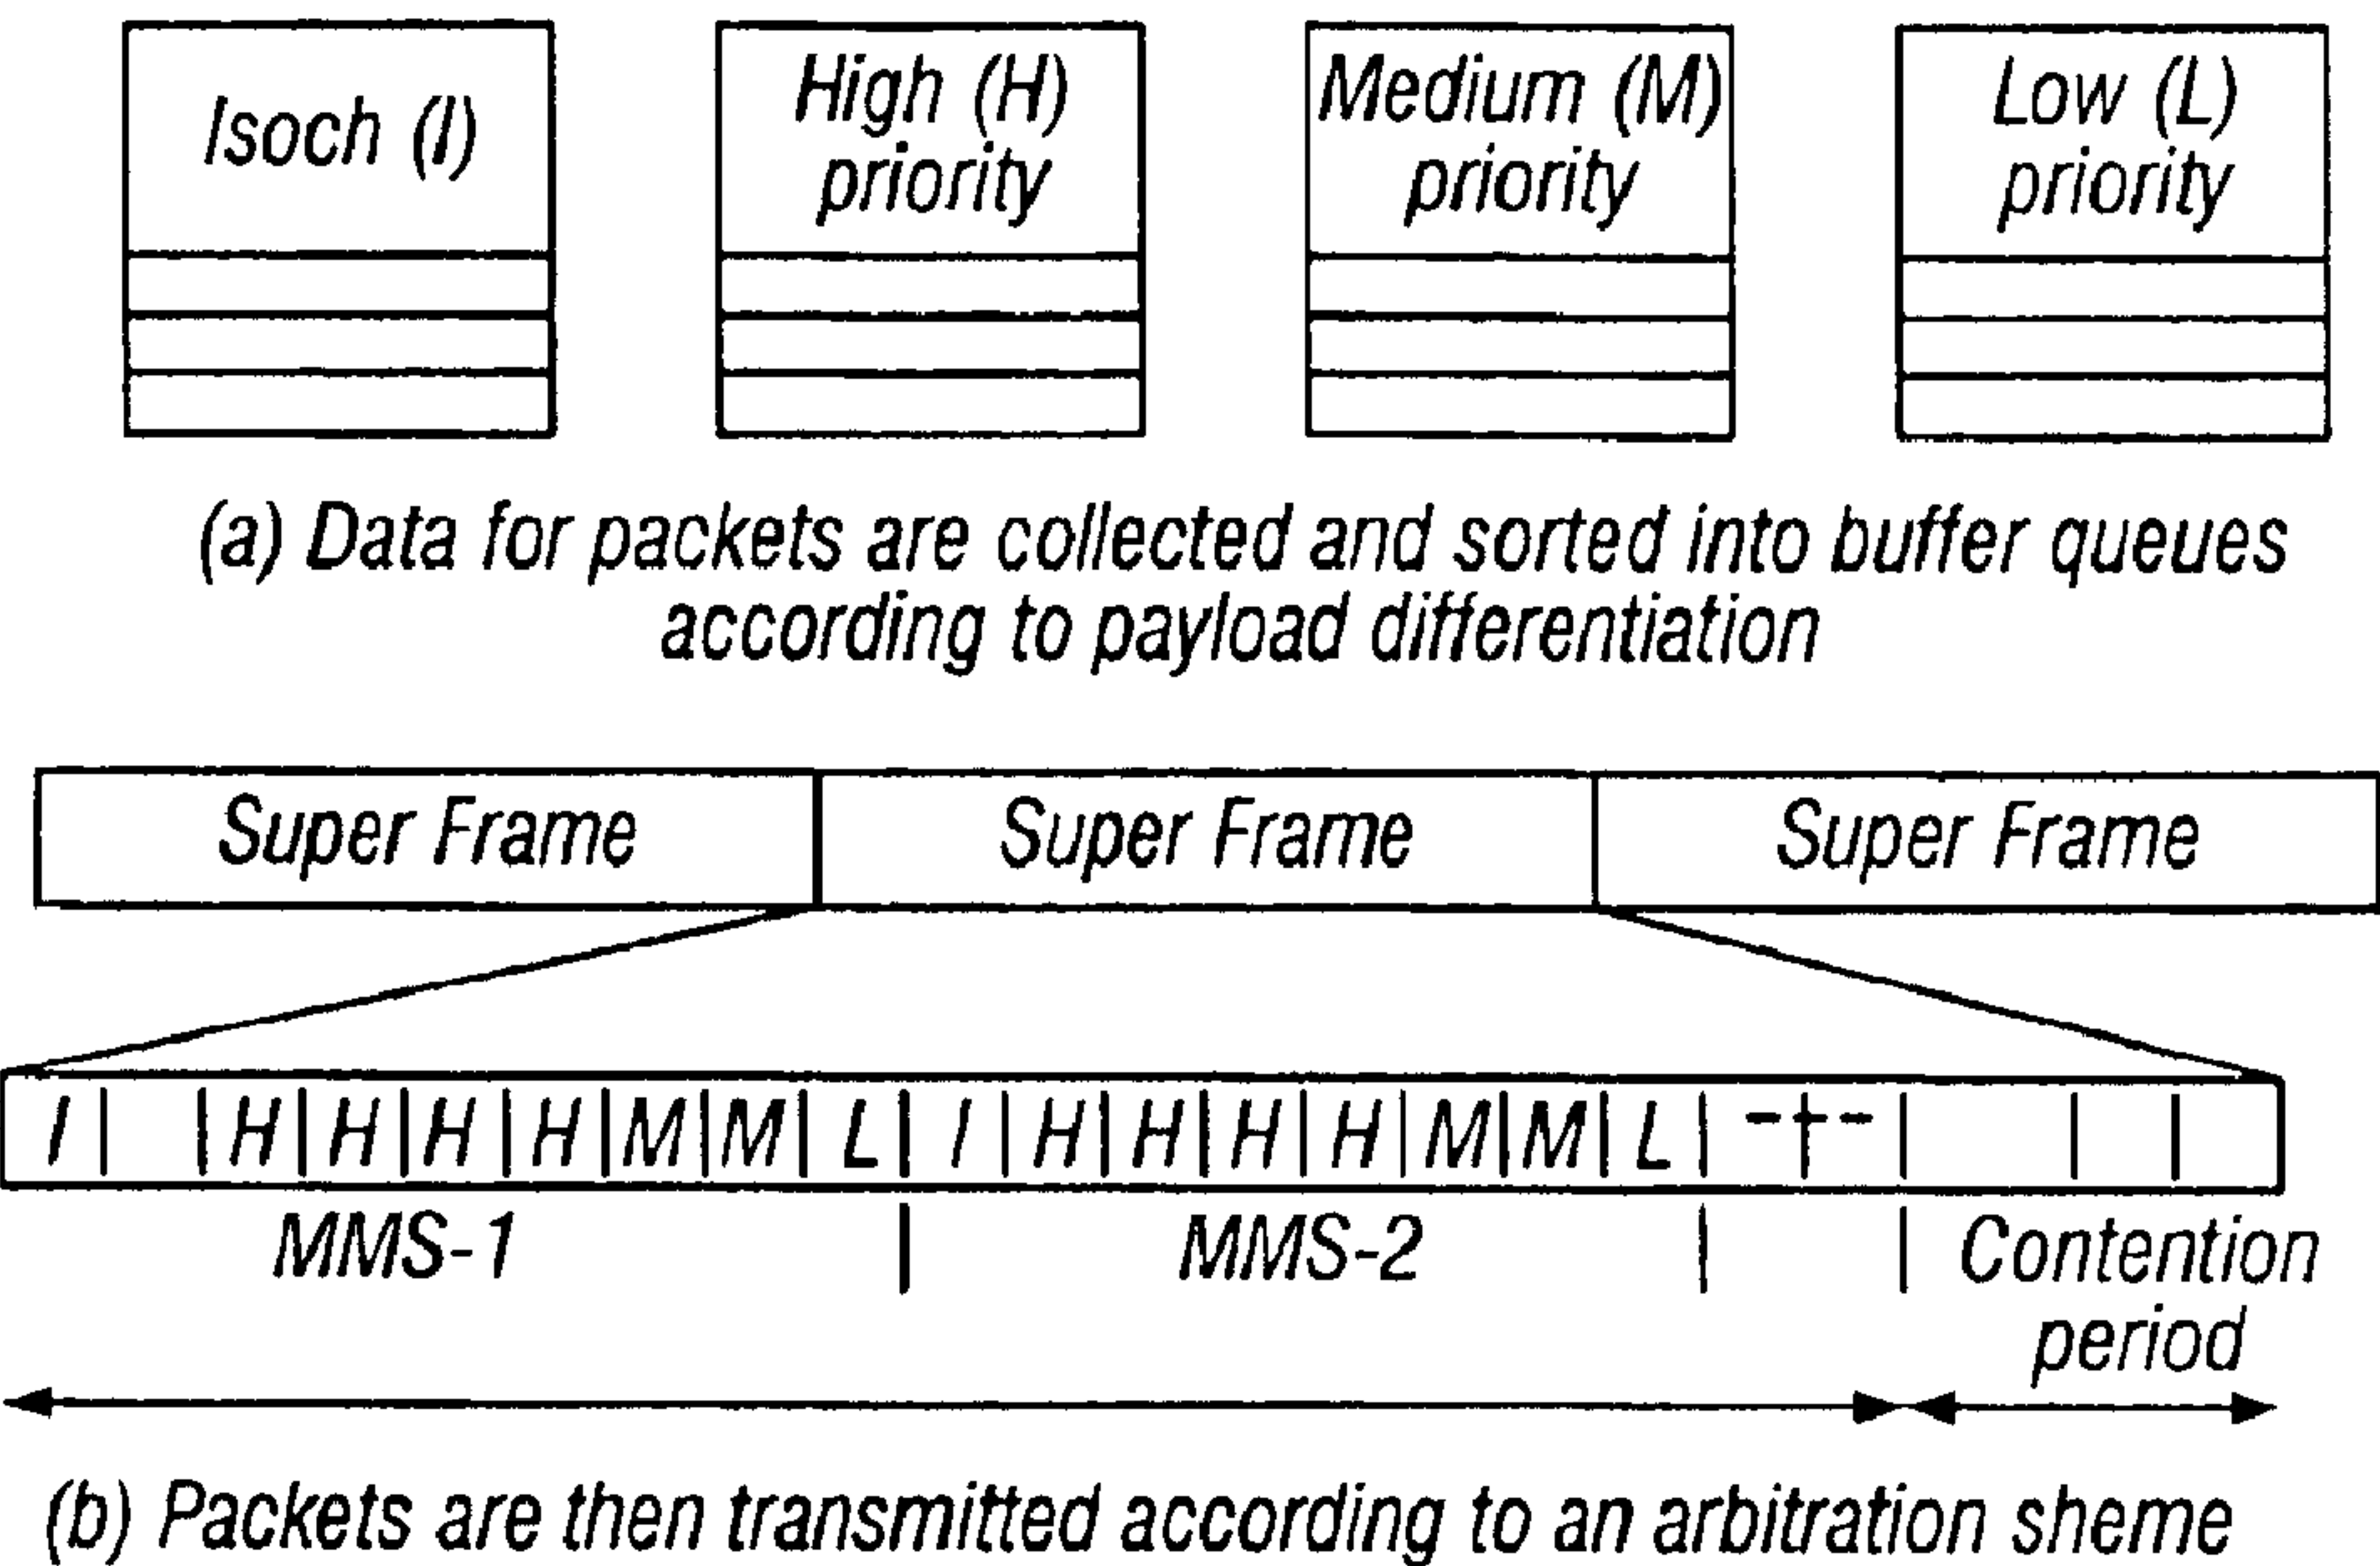 Isoch (I)
High (H)
priority
Medium (M)
priority
Low (L)
priority
(a) Data for packets are collected and sorted into buffer queues
according to payload differentiation
Super Frame Super Frame Super Frame
I H H H H M M L I H H H H M M L
MMS-1 MMS-2 Contention
period
(b) Packets are then transmitted according to an arbitration sheme